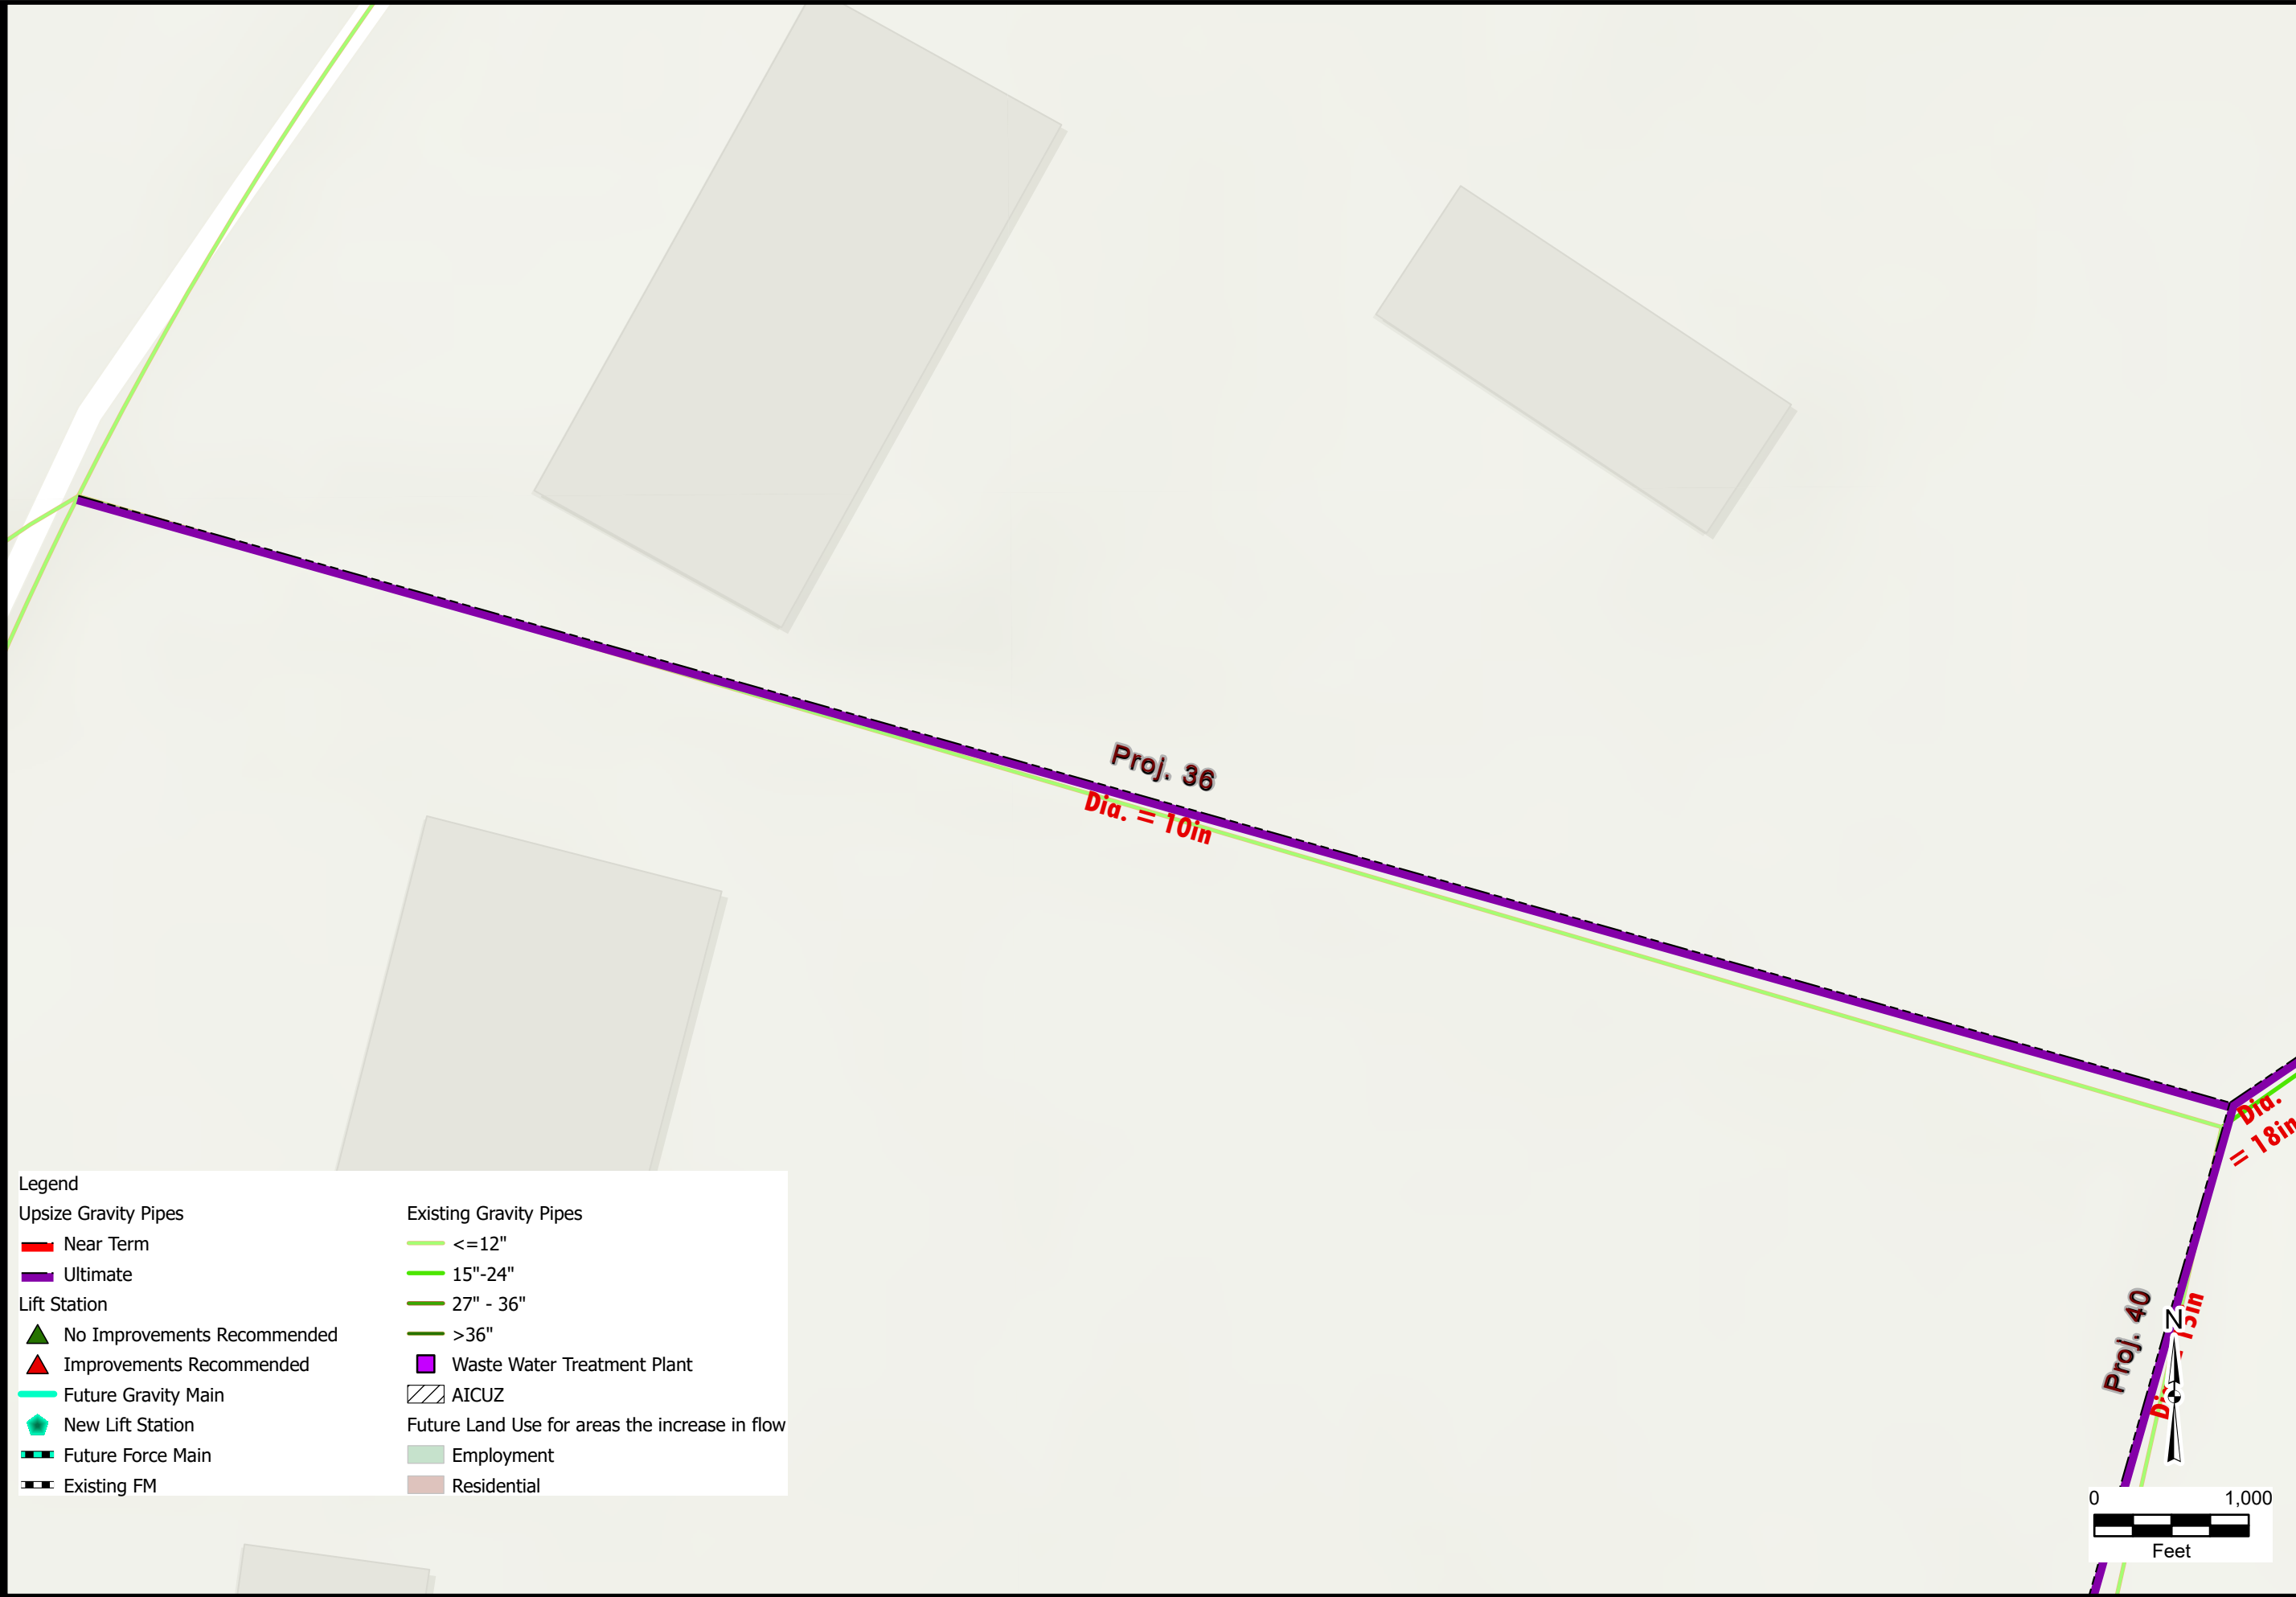 Proj. 36
Dia. = 10in
Dia.
= 18in
Proj. 40
15in
N
0 1,000
Feet
Legend
Upsize Gravity Pipes
Near Term
Ultimate
Lift Station
No Improvements Recommended
Improvements Recommended
Future Gravity Main
New Lift Station
Future Force Main
Existing FM
Existing Gravity Pipes
<=12"
15"-24"
27" - 36"
>36"
Waste Water Treatment Plant
AICUZ
Future Land Use for areas the increase in flow
Employment
Residential